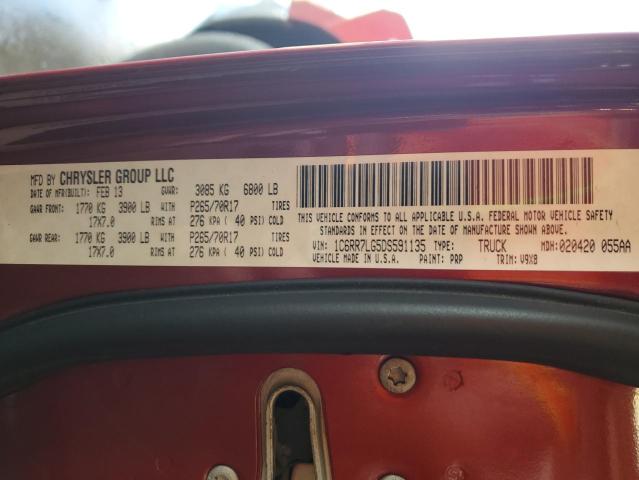 MFD BY CHRYSLER GROUP LLC
DATE OF MFR(BUILT): FEB 13 GVWR: 3085 KG 6800 LB
GAWR FRONT: 1770 KG 3900 LB P265/70R17 TIRES
17X7.0 RIMS AT 276 KPA ( 40 PSI) COLD
GAWR REAR: 1770 KG 3900 LB P265/70R17 TIRES
17X7.0 RIMS AT 276 KPA ( 40 PSI) COLD
THIS VEHICLE CONFORMS TO ALL APPLICABLE U.S.A. FEDERAL MOTOR VEHICLE SAFETY
STANDARDS IN EFFECT ON THE DATE OF MANUFACTURE SHOWN ABOVE.
VIN: 1C6RR7LG5DS591135 TYPE: TRUCK MDH:020420 055AA
VEHICLE MADE IN U.S.A. PAINT: PRP TRIM: V9X8